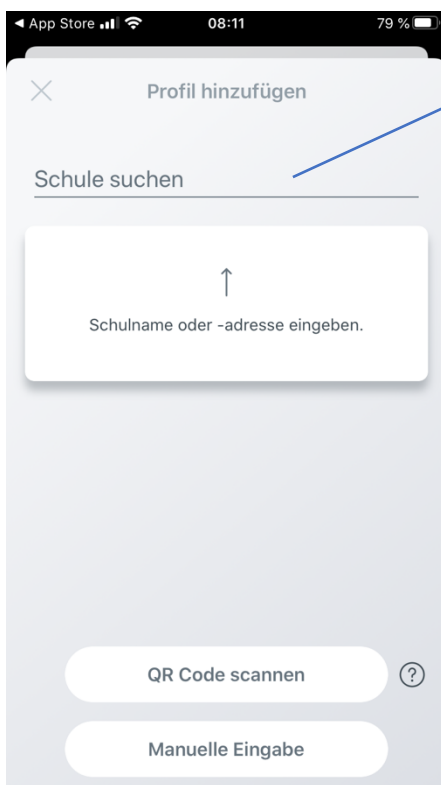 ◄ App Store 08:11 79 %
Profil hinzufügen
Schule suchen
Schulname oder -adresse eingeben.
QR Code scannen ?
Manuelle Eingabe